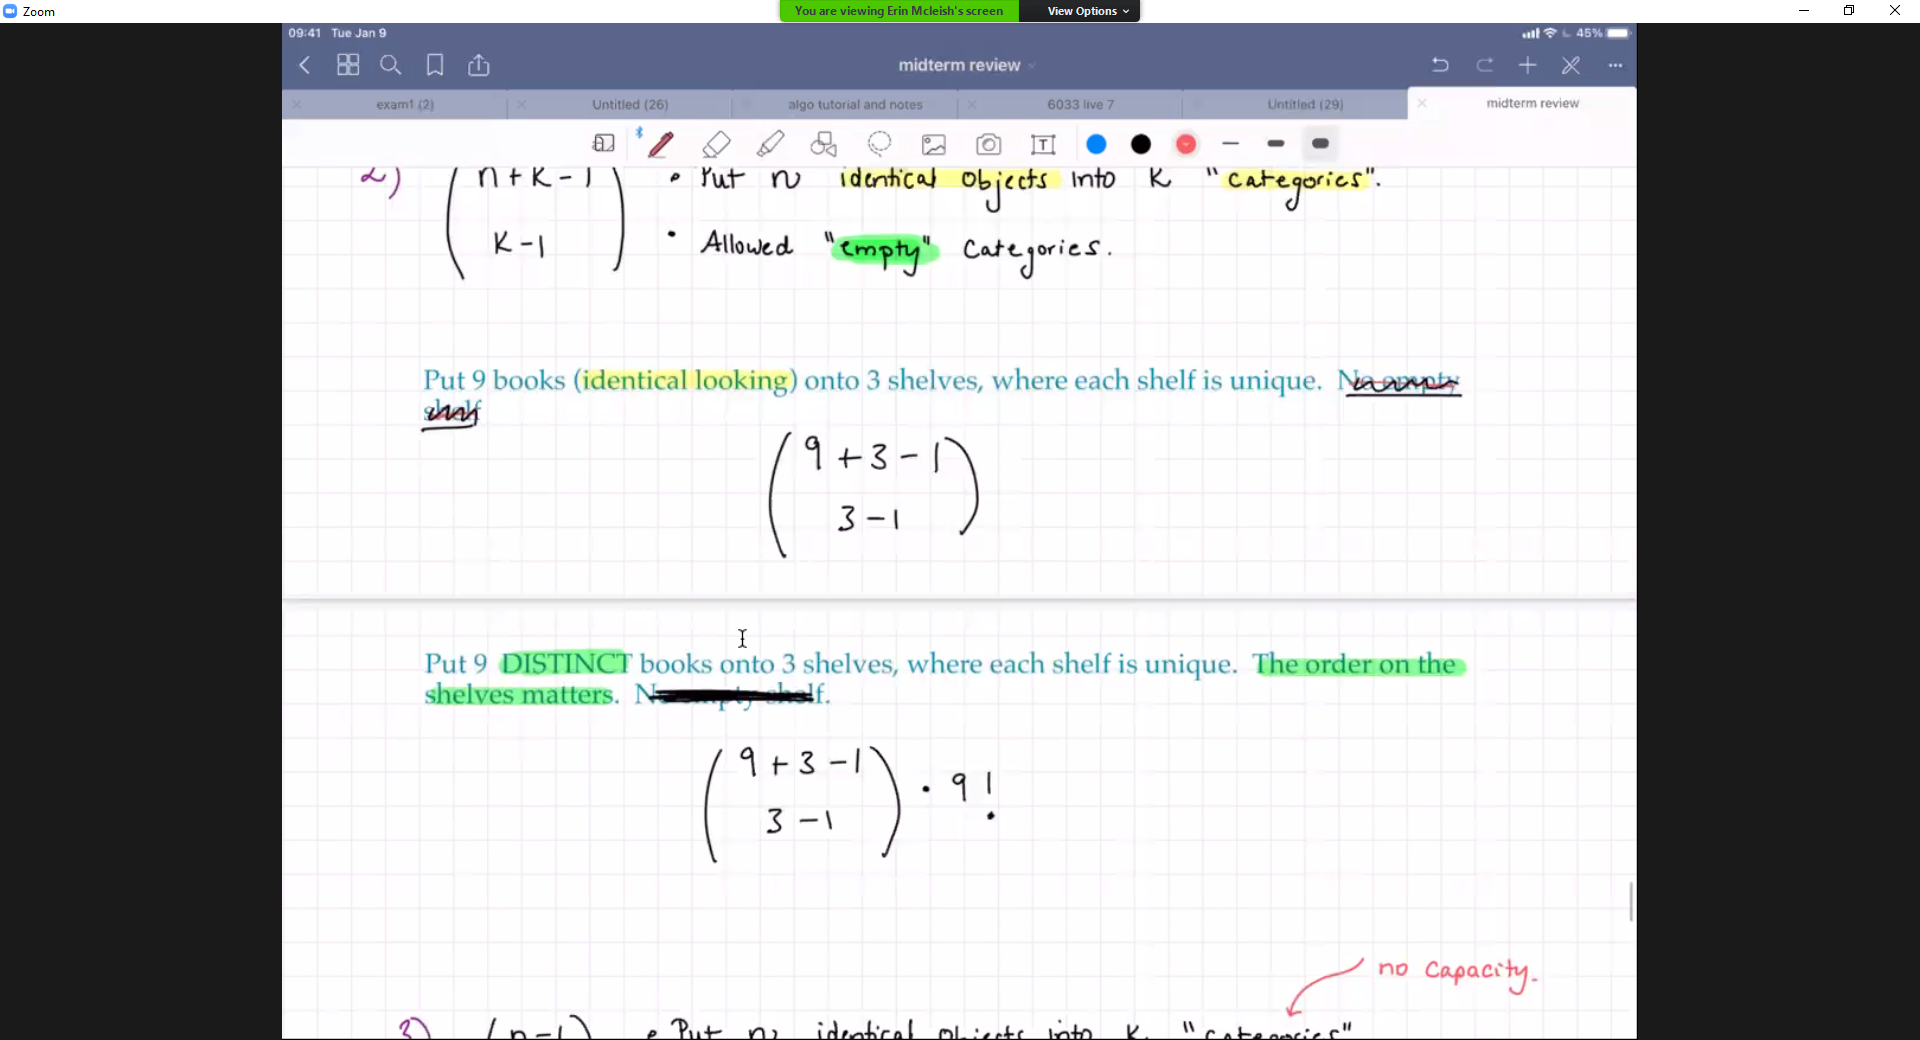 Zoom
You are viewing Erin Mcleish's screen
View Options
09:41 Tue Jan 9
45%
midterm review
exam1 (2)
Untitled (26)
algo tutorial and notes
6033 live 7
Untitled (29)
midterm review
2) (n + k - 1
k - 1) • Put n identical objects into k "categories".
• Allowed "empty" categories.
Put 9 books (identical looking) onto 3 shelves, where each shelf is unique. No empty
shelf
(9 + 3 - 1
3 - 1)
Put 9 DISTINCT books onto 3 shelves, where each shelf is unique. The order on the
shelves matters. No empty shelf.
(9 + 3 - 1
3 - 1) • 9!
no capacity.
3) (n - 1) • Put n identical objects into k "categories"